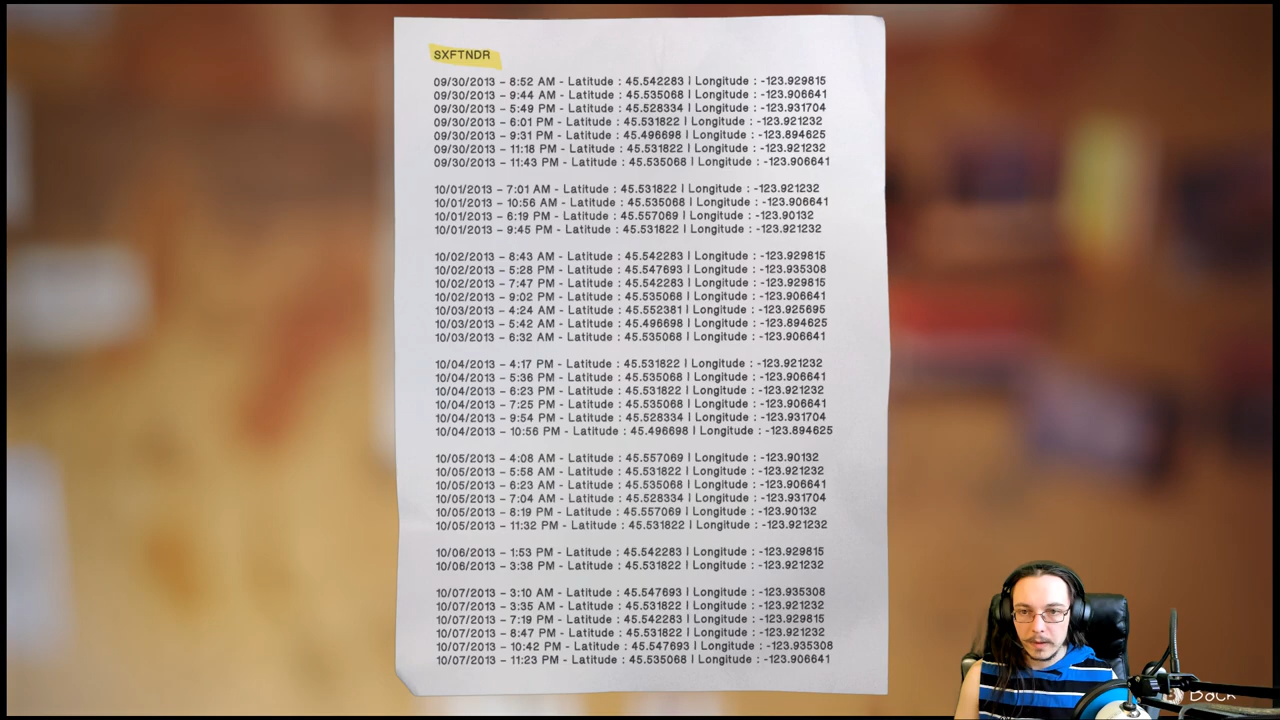 SXFTNDR
09/30/2013 – 8:52 AM - Latitude : 45.542283 | Longitude : -123.929815
09/30/2013 – 9:44 AM - Latitude : 45.535068 | Longitude : -123.906641
09/30/2013 – 5:49 PM - Latitude : 45.528334 | Longitude : -123.931704
09/30/2013 – 6:01 PM - Latitude : 45.531822 | Longitude : -123.921232
09/30/2013 – 9:31 PM - Latitude : 45.496698 | Longitude : -123.894625
09/30/2013 – 11:18 PM - Latitude : 45.531822 | Longitude : -123.921232
09/30/2013 – 11:43 PM - Latitude : 45.535068 | Longitude : -123.906641
10/01/2013 – 7:01 AM - Latitude : 45.531822 | Longitude : -123.921232
10/01/2013 – 10:56 AM - Latitude : 45.535068 | Longitude : -123.906641
10/01/2013 – 6:19 PM - Latitude : 45.557069 | Longitude : -123.90132
10/01/2013 – 9:45 PM - Latitude : 45.531822 | Longitude : -123.921232
10/02/2013 – 8:43 AM - Latitude : 45.542283 | Longitude : -123.929815
10/02/2013 – 5:28 PM - Latitude : 45.547693 | Longitude : -123.935308
10/02/2013 – 7:47 PM - Latitude : 45.542283 | Longitude : -123.929815
10/02/2013 – 9:02 PM - Latitude : 45.535068 | Longitude : -123.906641
10/03/2013 – 4:24 AM - Latitude : 45.552381 | Longitude : -123.925695
10/03/2013 – 5:42 AM - Latitude : 45.496698 | Longitude : -123.894625
10/03/2013 – 6:32 AM - Latitude : 45.535068 | Longitude : -123.906641
10/04/2013 – 4:17 PM - Latitude : 45.531822 | Longitude : -123.921232
10/04/2013 – 5:36 PM - Latitude : 45.535068 | Longitude : -123.906641
10/04/2013 – 6:23 PM - Latitude : 45.531822 | Longitude : -123.921232
10/04/2013 – 7:25 PM - Latitude : 45.535068 | Longitude : -123.906641
10/04/2013 – 9:54 PM - Latitude : 45.528334 | Longitude : -123.931704
10/04/2013 – 10:56 PM - Latitude : 45.496698 | Longitude : -123.894625
10/05/2013 – 4:08 AM - Latitude : 45.557069 | Longitude : -123.90132
10/05/2013 – 5:58 AM - Latitude : 45.531822 | Longitude : -123.921232
10/05/2013 – 6:23 AM - Latitude : 45.535068 | Longitude : -123.906641
10/05/2013 – 7:04 AM - Latitude : 45.528334 | Longitude : -123.931704
10/05/2013 – 8:19 PM - Latitude : 45.557069 | Longitude : -123.90132
10/05/2013 – 11:32 PM - Latitude : 45.531822 | Longitude : -123.921232
10/06/2013 – 1:53 PM - Latitude : 45.542283 | Longitude : -123.929815
10/06/2013 – 3:38 PM - Latitude : 45.531822 | Longitude : -123.921232
10/07/2013 – 3:10 AM - Latitude : 45.547693 | Longitude : -123.935308
10/07/2013 – 3:35 AM - Latitude : 45.531822 | Longitude : -123.921232
10/07/2013 – 7:19 PM - Latitude : 45.542283 | Longitude : -123.929815
10/07/2013 – 8:47 PM - Latitude : 45.531822 | Longitude : -123.921232
10/07/2013 – 10:42 PM - Latitude : 45.547693 | Longitude : -123.935308
10/07/2013 – 11:23 PM - Latitude : 45.535068 | Longitude : -123.906641